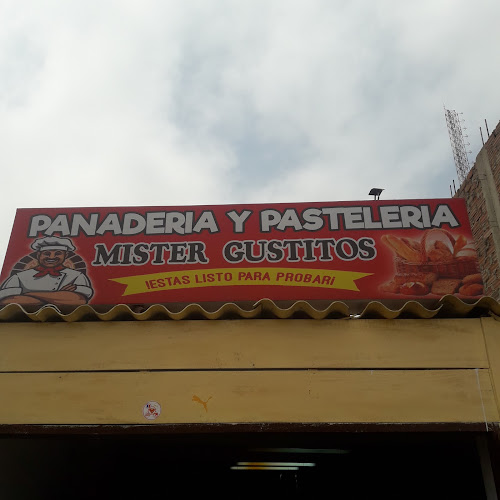 PANADERIA Y PASTELERIA
MISTER GUSTITOS
¡ESTAS LISTO PARA PROBAR!